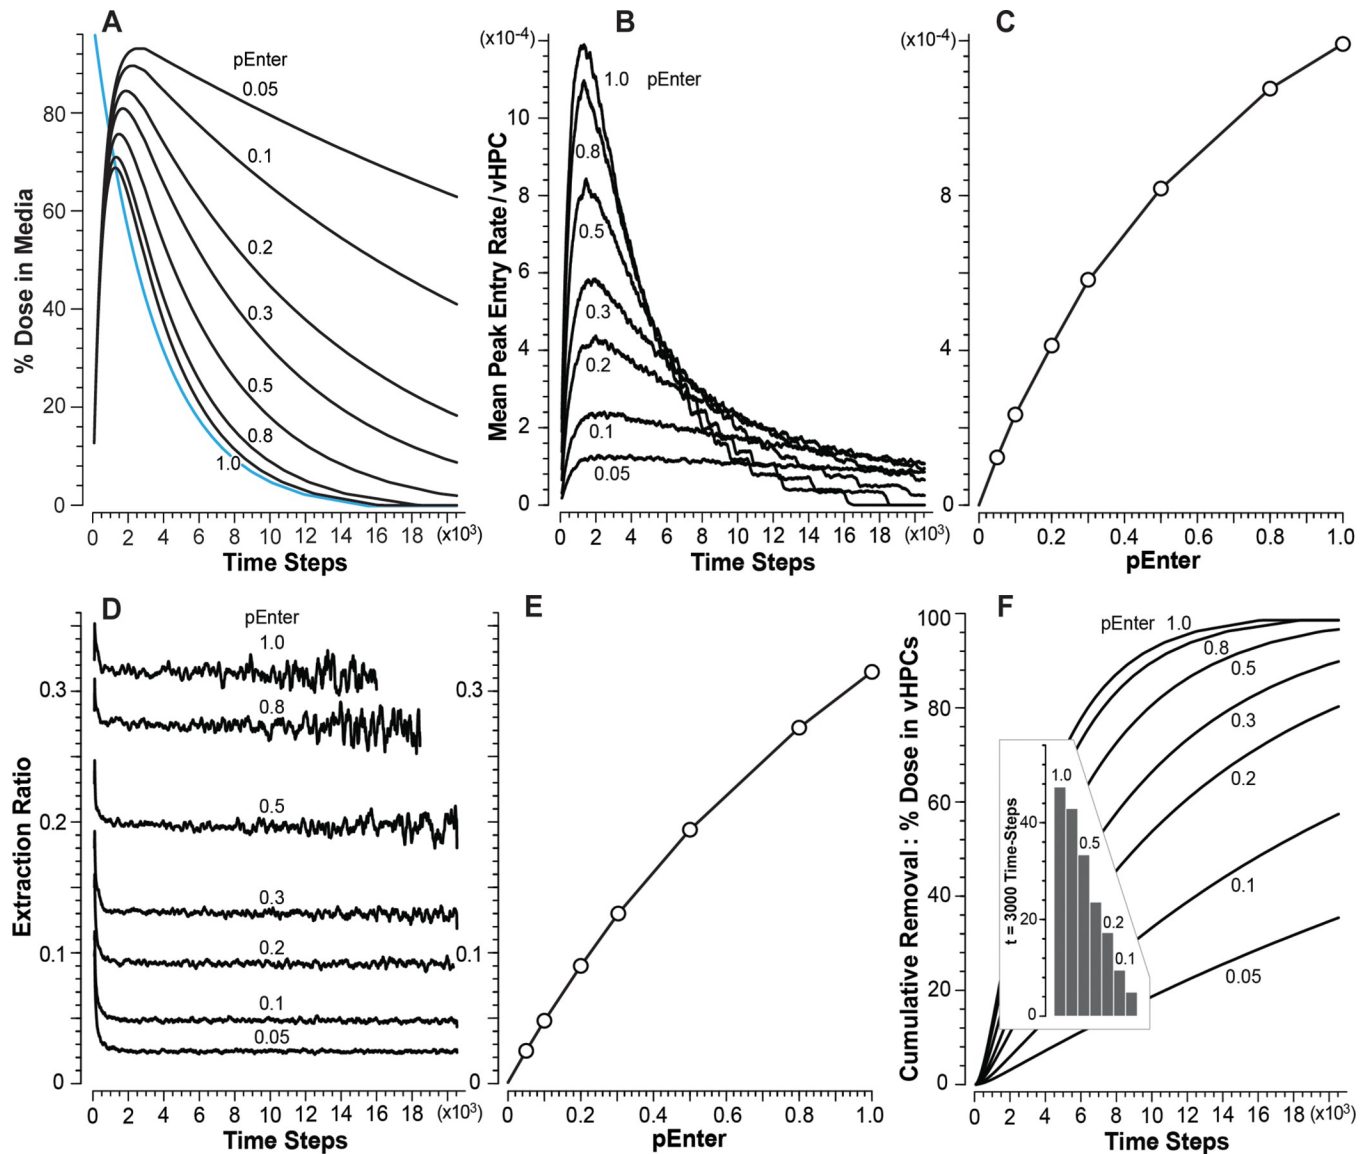 A
% Dose in Media
80
60
40
20
0
pEnter
0.05
0.1
0.2
0.3
0.5
0.8
1.0
0 2 4 6 8 10 12 14 16 18 (x10³)
Time Steps
B
(x10⁻⁴)
Mean Peak Entry Rate / vHPC
10
8
6
4
2
0
1.0 pEnter
0.8
0.5
0.3
0.2
0.1
0.05
0 2 4 6 8 10 12 14 16 18 (x10³)
Time Steps
C
(x10⁻⁴)
8
4
0
0 0.2 0.4 0.6 0.8 1.0
pEnter
D
Extraction Ratio
0.3
0.2
0.1
0
pEnter
1.0
0.8
0.5
0.3
0.2
0.1
0.05
0 2 4 6 8 10 12 14 16 18 (x10³)
Time Steps
E
0.3
0.1
0
0 0.2 0.4 0.6 0.8 1.0
pEnter
F
Cumulative Removal : % Dose in vHPCs
100
80
60
40
20
0
pEnter 1.0
0.8
0.5
0.3
0.2
0.1
0.05
t = 3000 Time-Steps
40
20
0
1.0
0.5
0.2
0.1
0 2 4 6 8 10 12 14 16 18 (x10³)
Time Steps